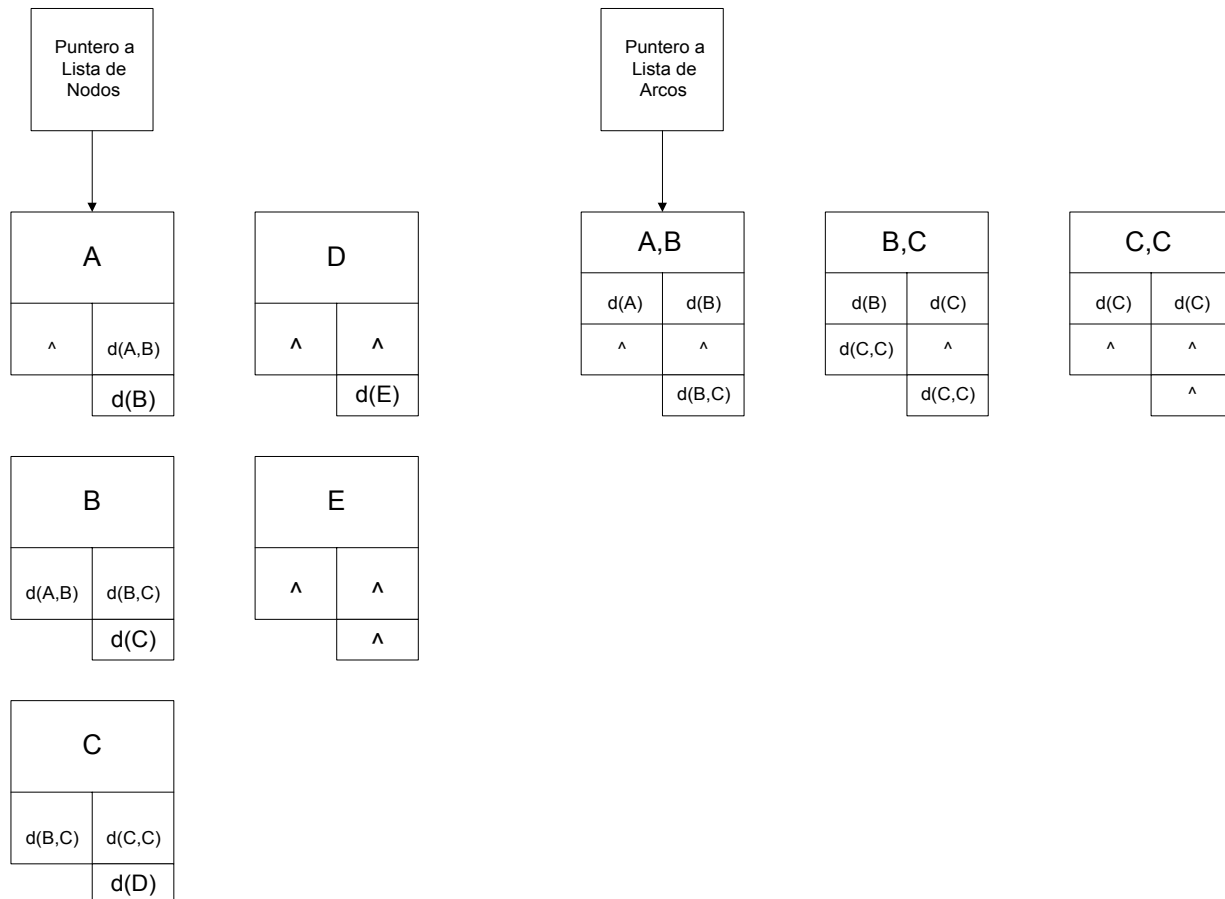 Puntero a
Lista de
Nodos
Puntero a
Lista de
Arcos
A
^
d(A,B)
d(B)
D
^
^
d(E)
A,B
d(A)
d(B)
^
^
d(B,C)
B,C
d(B)
d(C)
d(C,C)
^
d(C,C)
C,C
d(C)
d(C)
^
^
^
B
d(A,B)
d(B,C)
d(C)
E
^
^
^
C
d(B,C)
d(C,C)
d(D)